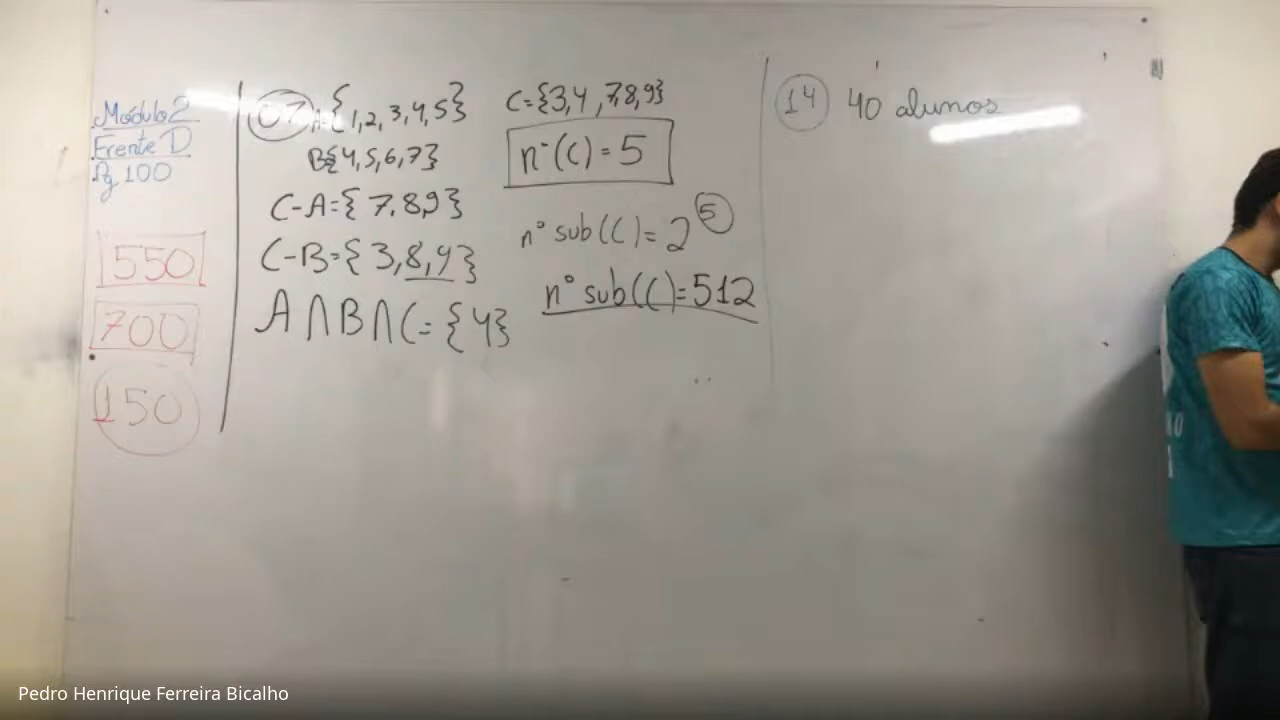 Módulo 2
Frente D
Pg 100
550
700
150
07 A={1,2,3,4,5}
B={4,5,6,7}
C-A={7,8,9}
C-B={3,8,9}
A∩B∩C={4}
C={3,4,7,8,9}
n°(C)=5
n° sub(C)=2⁵
n° sub(C)=512
14 40 alunos
Pedro Henrique Ferreira Bicalho